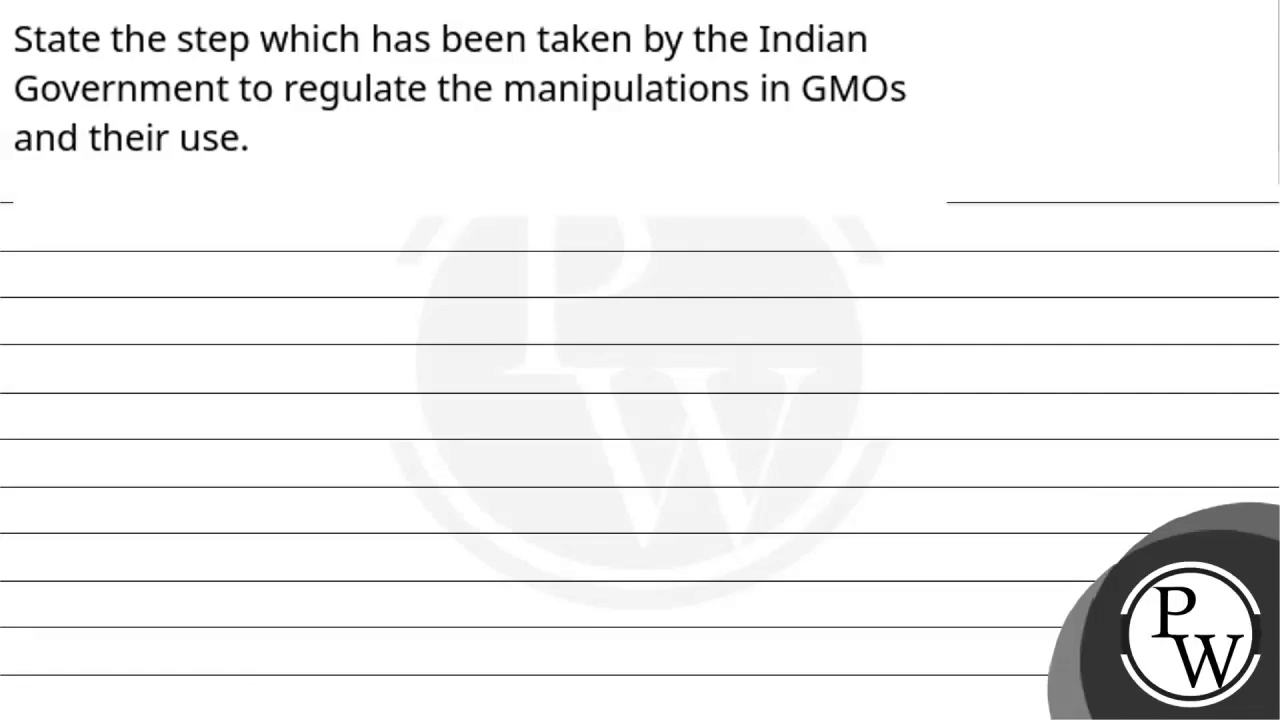 State the step which has been taken by the Indian
Government to regulate the manipulations in GMOs
and their use.
PW
PW